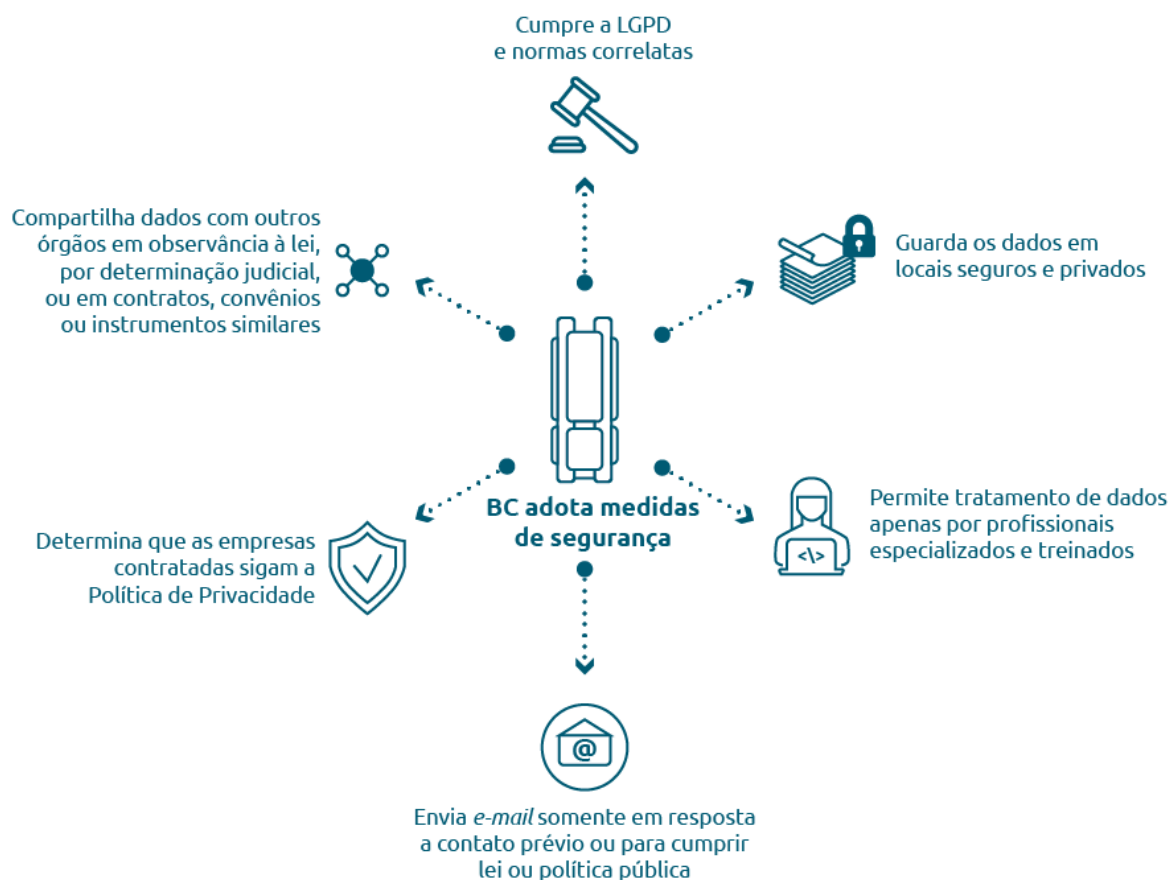 Cumpre a LGPD
e normas correlatas
Compartilha dados com outros
órgãos em observância à lei,
por determinação judicial,
ou em contratos, convênios
ou instrumentos similares
Guarda os dados em
locais seguros e privados
BC adota medidas
de segurança
Determina que as empresas
contratadas sigam a
Política de Privacidade
Permite tratamento de dados
apenas por profissionais
especializados e treinados
<\>
@
Envia e-mail somente em resposta
a contato prévio ou para cumprir
lei ou política pública